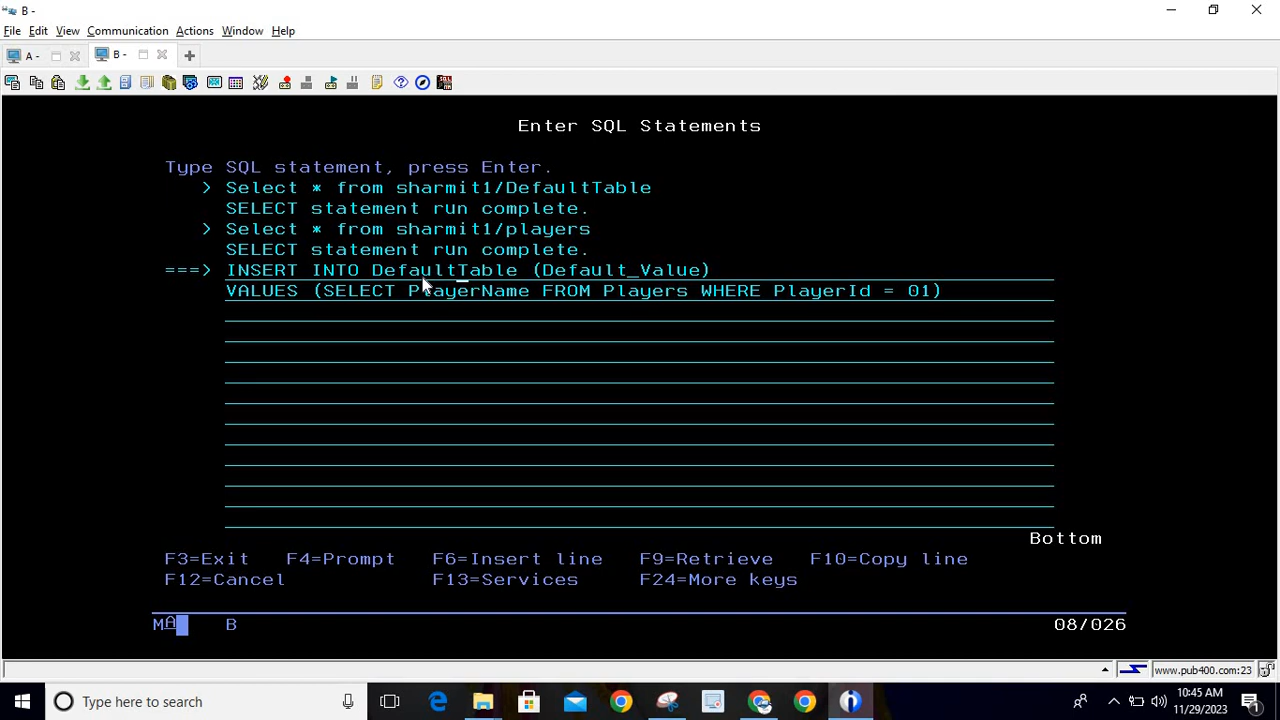 B -
File Edit View Communication Actions Window Help
A - B -
Enter SQL Statements
Type SQL statement, press Enter.
> Select * from sharmit1/DefaultTable
SELECT statement run complete.
> Select * from sharmit1/players
SELECT statement run complete.
===> INSERT INTO DefaultTable (Default_Value)
VALUES (SELECT PlayerName FROM Players WHERE PlayerId = 01)
Bottom
F3=Exit F4=Prompt F6=Insert line F9=Retrieve F10=Copy line
F12=Cancel F13=Services F24=More keys
MA B 08/026
www.pub400.com:23
Type here to search
10:45 AM
11/29/2023
1